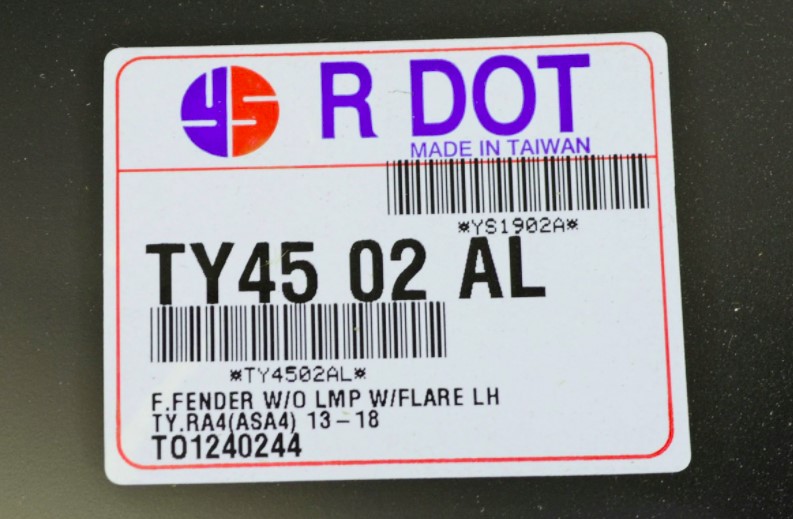 YS R DOT
MADE IN TAIWAN
*YS1902A*
TY45 02 AL
*TY4502AL*
F.FENDER W/O LMP W/FLARE LH
TY.RA4(ASA4) 13-18
TO1240244